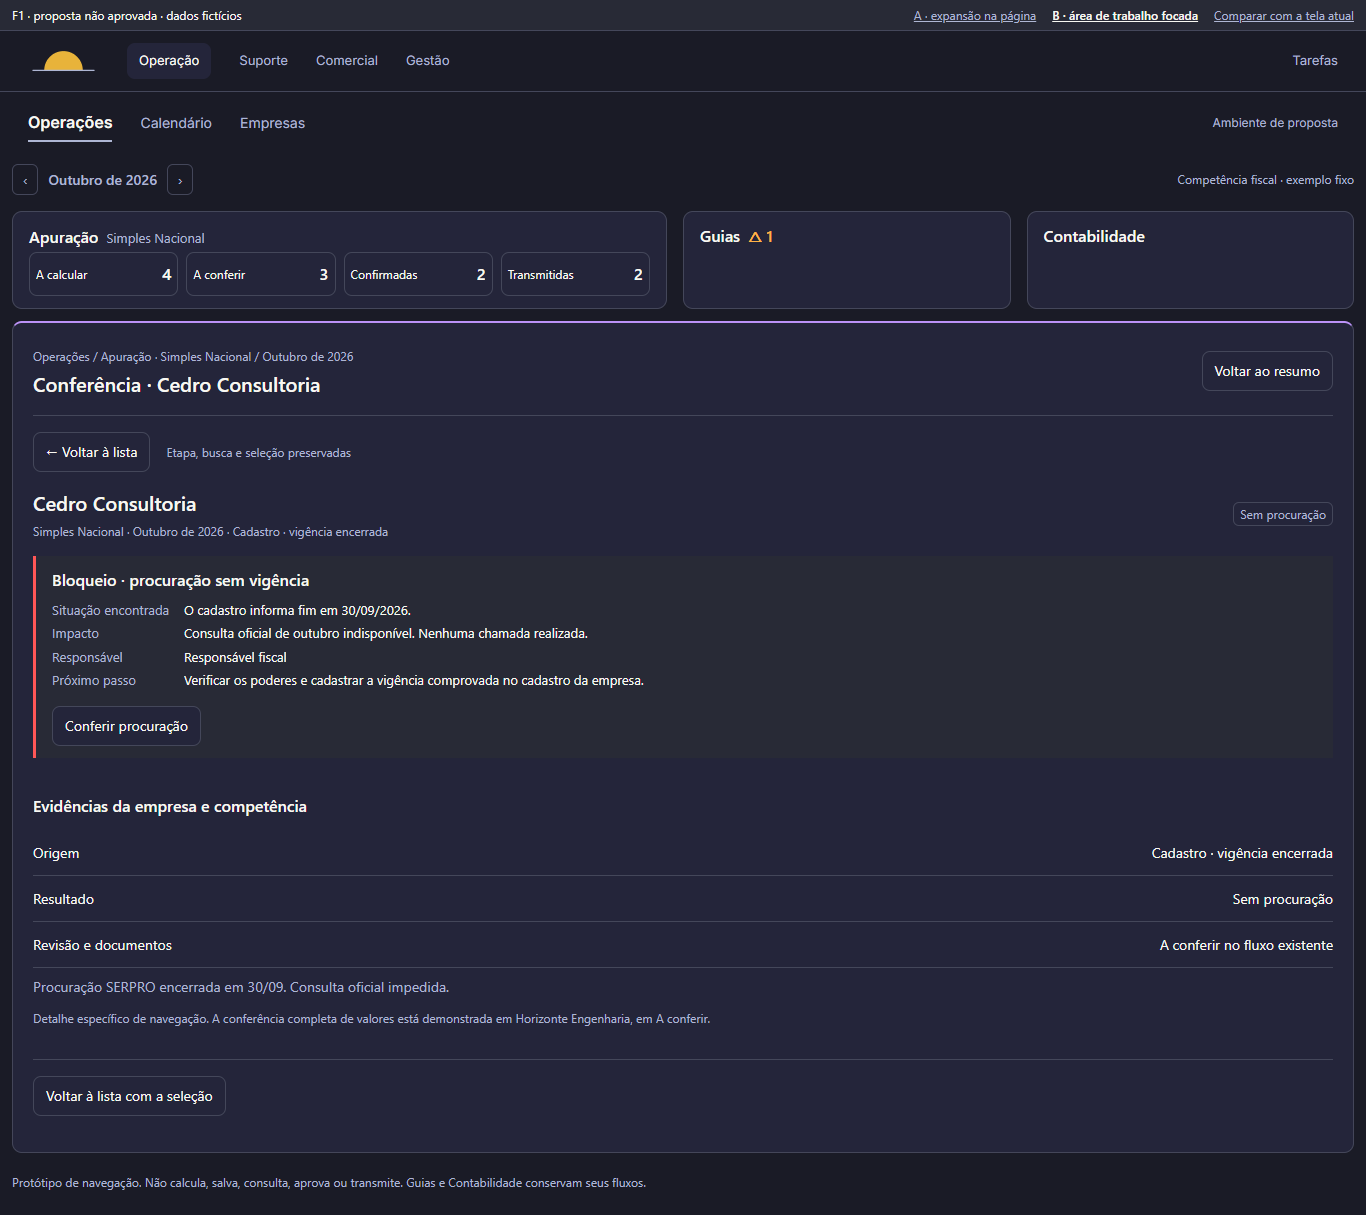 F1 · proposta não aprovada · dados fictícios
A · expansão na página
B · área de trabalho focada
Comparar com a tela atual
Operação
Suporte
Comercial
Gestão
Tarefas
Operações
Calendário
Empresas
Ambiente de proposta
‹
Outubro de 2026
›
Competência fiscal · exemplo fixo
Apuração Simples Nacional
A calcular 4
A conferir 3
Confirmadas 2
Transmitidas 2
Guias △ 1
Contabilidade
Operações / Apuração · Simples Nacional / Outubro de 2026
Conferência · Cedro Consultoria
Voltar ao resumo
← Voltar à lista
Etapa, busca e seleção preservadas
Cedro Consultoria
Simples Nacional · Outubro de 2026 · Cadastro · vigência encerrada
Sem procuração
Bloqueio · procuração sem vigência
Situação encontrada O cadastro informa fim em 30/09/2026.
Impacto Consulta oficial de outubro indisponível. Nenhuma chamada realizada.
Responsável Responsável fiscal
Próximo passo Verificar os poderes e cadastrar a vigência comprovada no cadastro da empresa.
Conferir procuração
Evidências da empresa e competência
Origem Cadastro · vigência encerrada
Resultado Sem procuração
Revisão e documentos A conferir no fluxo existente
Procuração SERPRO encerrada em 30/09. Consulta oficial impedida.
Detalhe específico de navegação. A conferência completa de valores está demonstrada em Horizonte Engenharia, em A conferir.
Voltar à lista com a seleção
Protótipo de navegação. Não calcula, salva, consulta, aprova ou transmite. Guias e Contabilidade conservam seus fluxos.